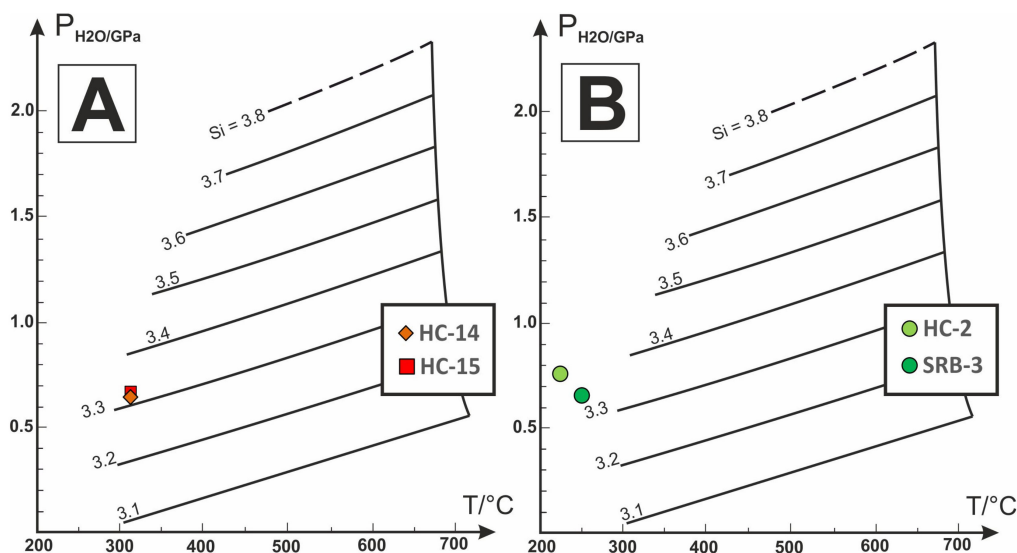 P H2O/GPa
A
2.0
1.5
1.0
0.5
Si = 3.8
3.7
3.6
3.5
3.4
3.3
3.2
3.1
HC-14
HC-15
T/°C
200 300 400 500 600 700
P H2O/GPa
B
2.0
1.5
1.0
0.5
Si = 3.8
3.7
3.6
3.5
3.4
3.3
3.2
3.1
HC-2
SRB-3
T/°C
200 300 400 500 600 700